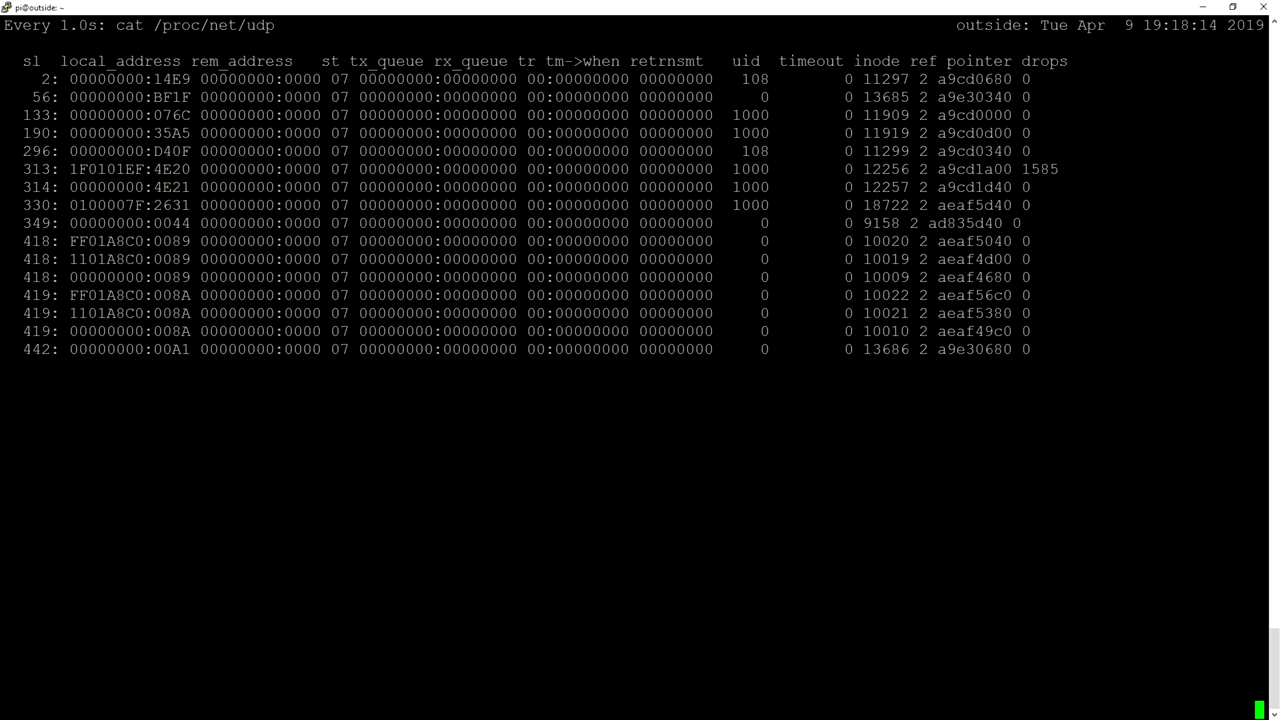 pi@outside: ~
Every 1.0s: cat /proc/net/udp outside: Tue Apr 9 19:18:14 2019
sl local_address rem_address st tx_queue rx_queue tr tm->when retrnsmt uid timeout inode ref pointer drops
2: 00000000:14E9 00000000:0000 07 00000000:00000000 00:00000000 00000000 108 0 11297 2 a9cd0680 0
56: 00000000:BF1F 00000000:0000 07 00000000:00000000 00:00000000 00000000 0 0 13685 2 a9e30340 0
133: 00000000:076C 00000000:0000 07 00000000:00000000 00:00000000 00000000 1000 0 11909 2 a9cd0000 0
190: 00000000:35A5 00000000:0000 07 00000000:00000000 00:00000000 00000000 1000 0 11919 2 a9cd0d00 0
296: 00000000:D40F 00000000:0000 07 00000000:00000000 00:00000000 00000000 108 0 11299 2 a9cd0340 0
313: 1F0101EF:4E20 00000000:0000 07 00000000:00000000 00:00000000 00000000 1000 0 12256 2 a9cd1a00 1585
314: 00000000:4E21 00000000:0000 07 00000000:00000000 00:00000000 00000000 1000 0 12257 2 a9cd1d40 0
330: 0100007F:2631 00000000:0000 07 00000000:00000000 00:00000000 00000000 1000 0 18722 2 aeaf5d40 0
349: 00000000:0044 00000000:0000 07 00000000:00000000 00:00000000 00000000 0 0 9158 2 ad835d40 0
418: FF01A8C0:0089 00000000:0000 07 00000000:00000000 00:00000000 00000000 0 0 10020 2 aeaf5040 0
418: 1101A8C0:0089 00000000:0000 07 00000000:00000000 00:00000000 00000000 0 0 10019 2 aeaf4d00 0
418: 00000000:0089 00000000:0000 07 00000000:00000000 00:00000000 00000000 0 0 10009 2 aeaf4680 0
419: FF01A8C0:008A 00000000:0000 07 00000000:00000000 00:00000000 00000000 0 0 10022 2 aeaf56c0 0
419: 1101A8C0:008A 00000000:0000 07 00000000:00000000 00:00000000 00000000 0 0 10021 2 aeaf5380 0
419: 00000000:008A 00000000:0000 07 00000000:00000000 00:00000000 00000000 0 0 10010 2 aeaf49c0 0
442: 00000000:00A1 00000000:0000 07 00000000:00000000 00:00000000 00000000 0 0 13686 2 a9e30680 0